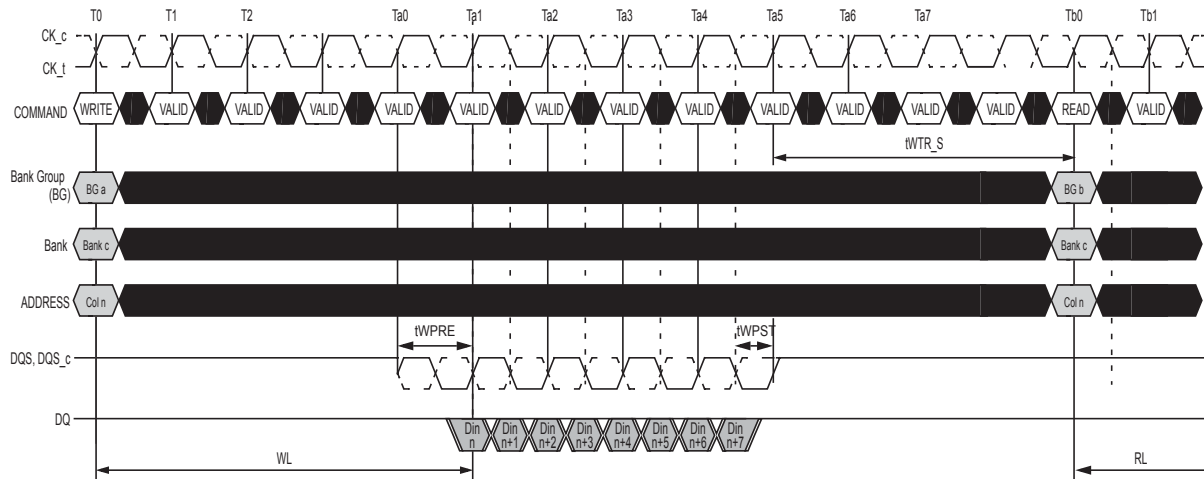 T0 T1 T2 Ta0 Ta1 Ta2 Ta3 Ta4 Ta5 Ta6 Ta7 Tb0 Tb1
CK_c
CK_t
COMMAND WRITE VALID VALID VALID VALID VALID VALID VALID VALID VALID VALID VALID VALID READ VALID
tWTR_S
Bank Group
(BG) BG a BG b
Bank Bank c Bank c
ADDRESS Col n Col n
tWPRE tWPST
DQS, DQS_c
DQ
Din Din Din Din Din Din Din Din
n n+1 n+2 n+3 n+4 n+5 n+6 n+7
WL RL